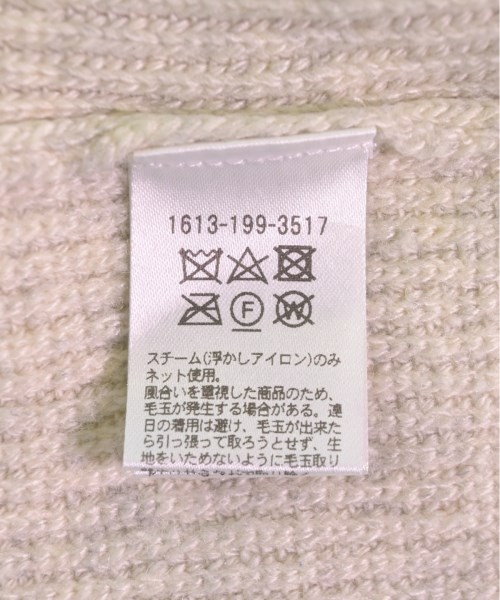 1613-199-3517
F W
スチーム(浮かしアイロン)のみ
ネット使用。
風合いを重視した商品のため、
毛玉が発生する場合がある。連
日の着用は避け、毛玉が出来た
ら引っ張って取ろうとせず、生
地をいためないように毛玉取り